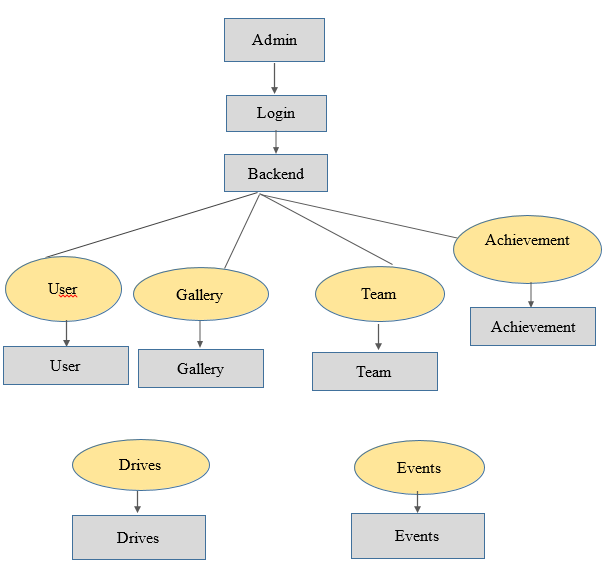 Admin
Login
Backend
User
Gallery
Team
Achievement
User
Gallery
Team
Achievement
Drives
Events
Drives
Events